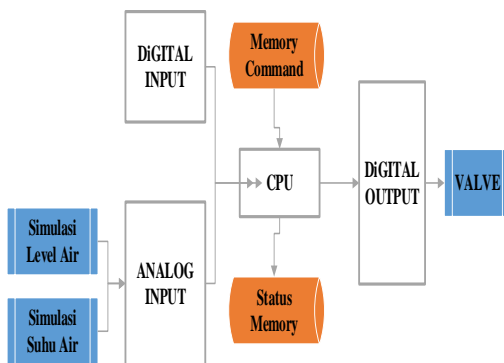 DiGITAL
INPUT
Memory
Command
CPU
DiGITAL
OUTPUT
VALVE
Simulasi
Level Air
ANALOG
INPUT
Simulasi
Suhu Air
Status
Memory